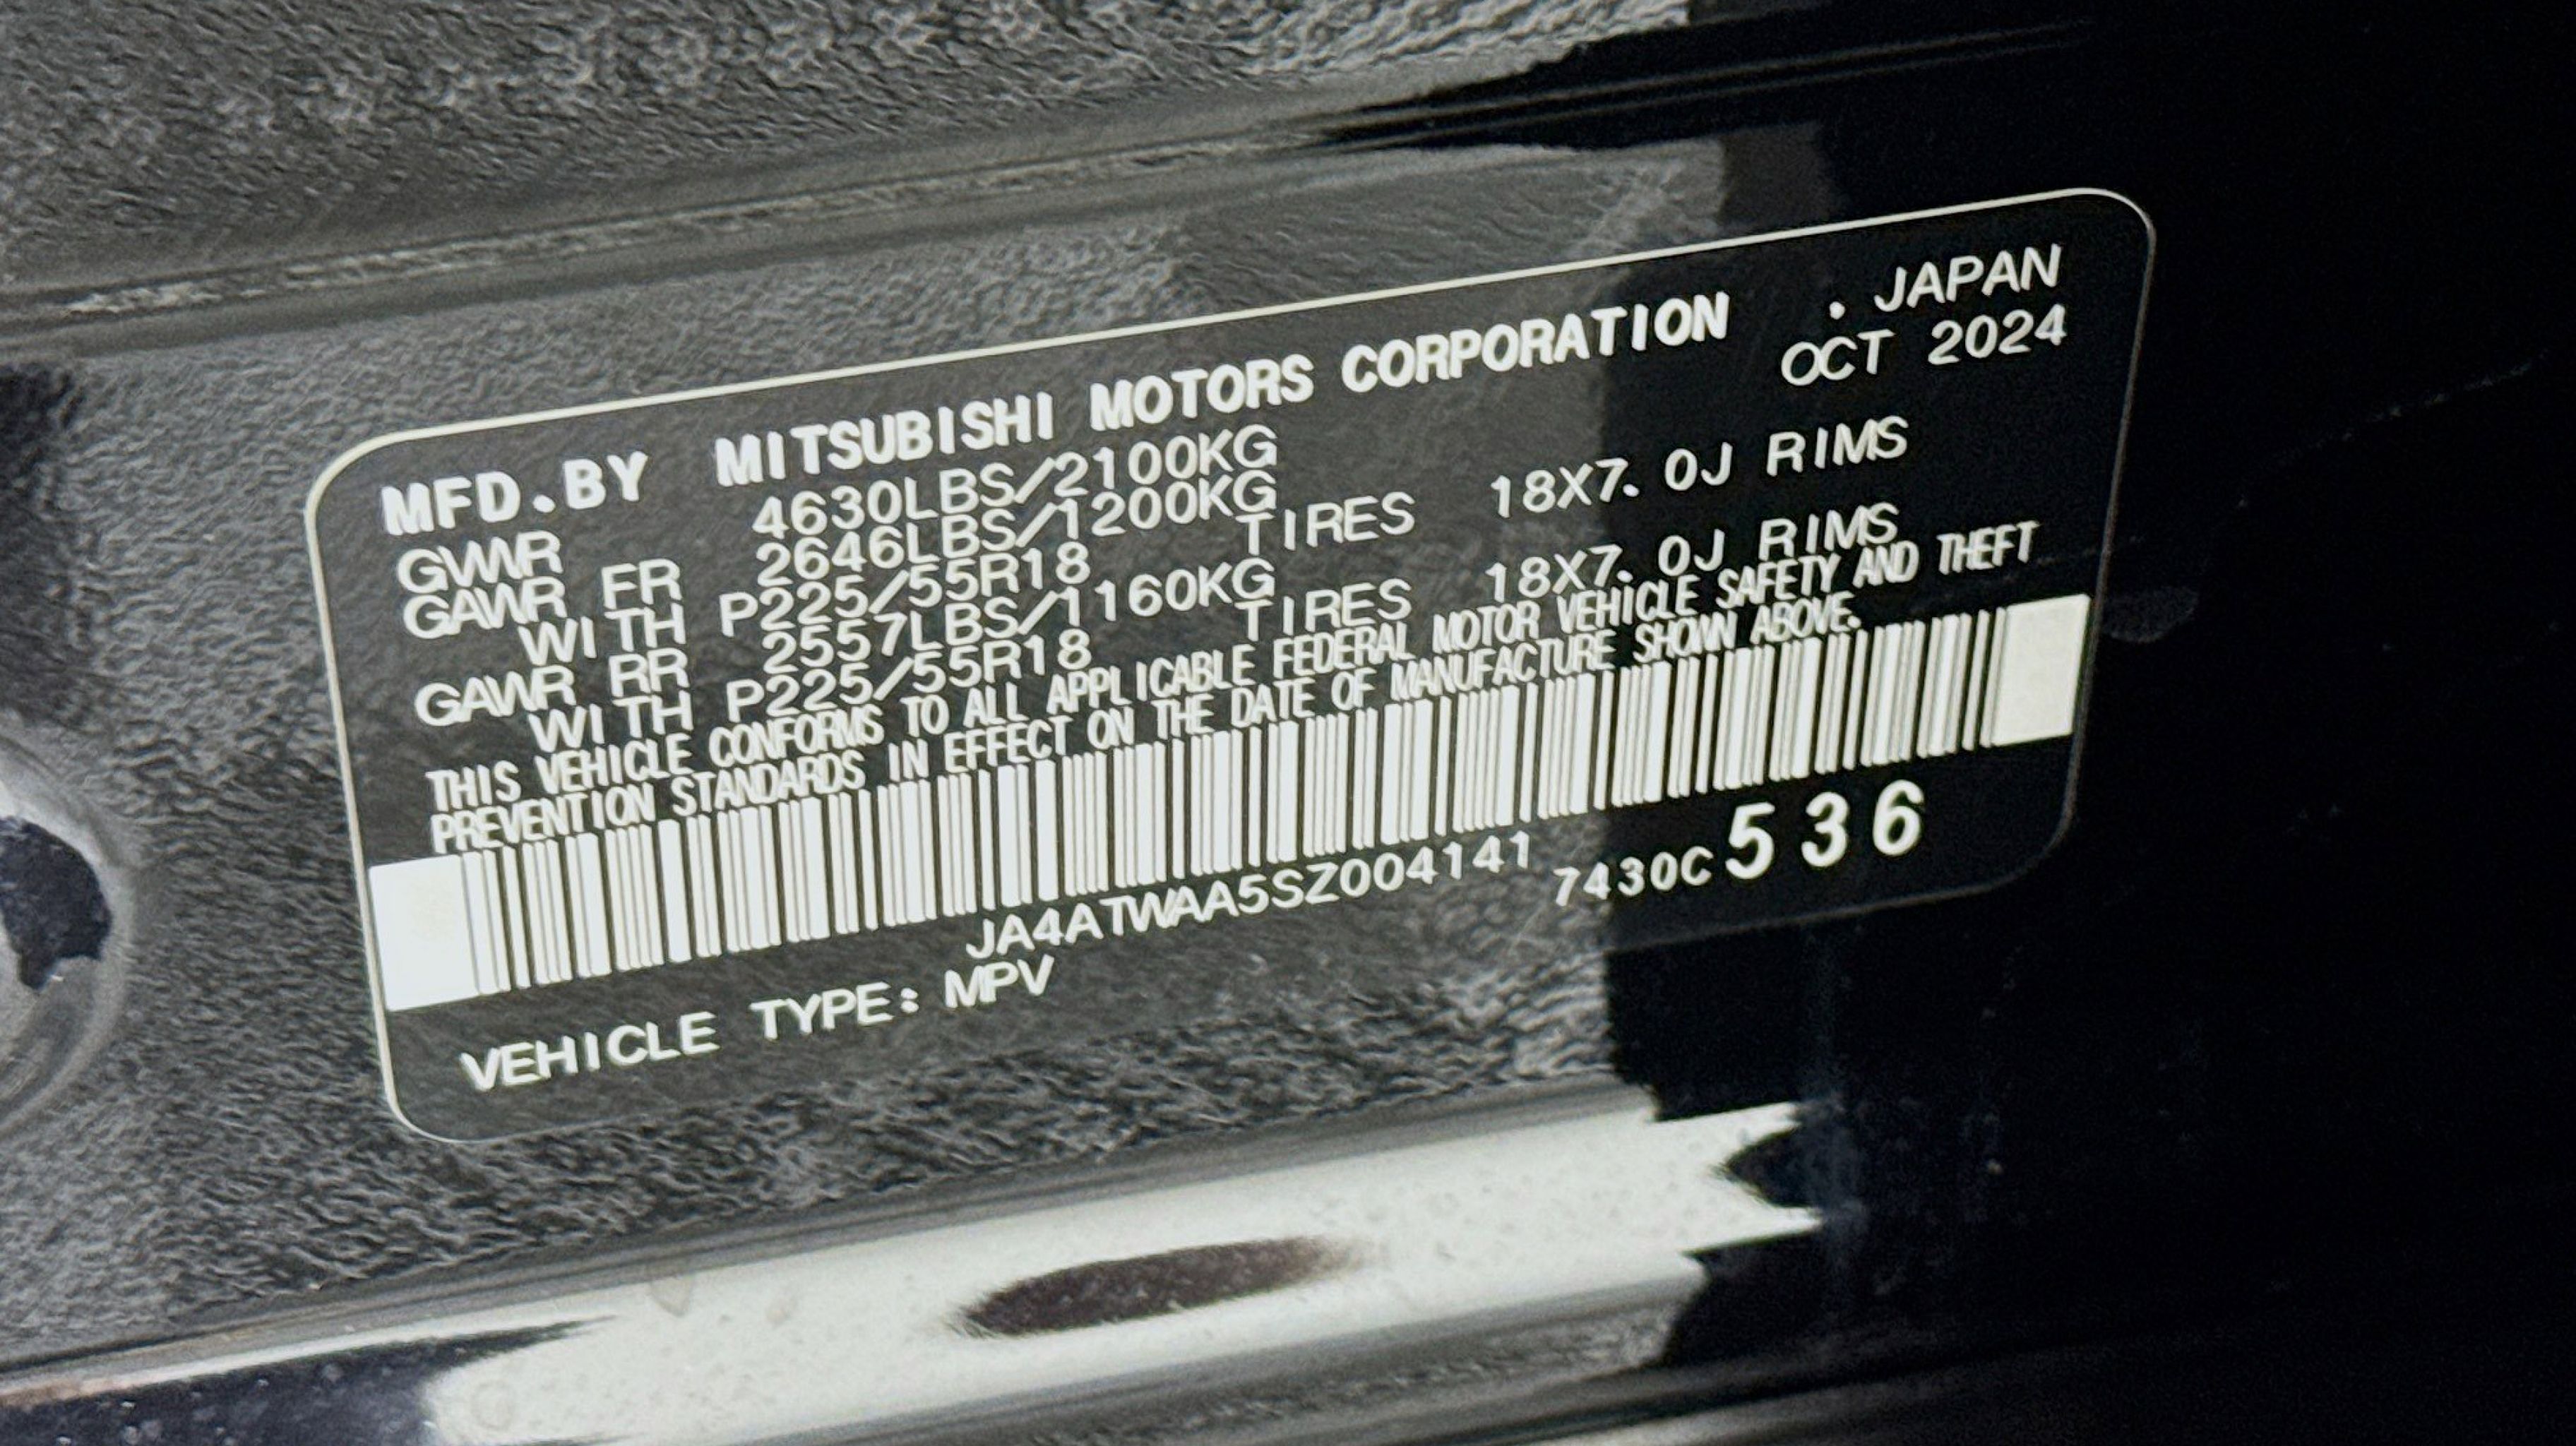 MFD.BY MITSUBISHI MOTORS CORPORATION . JAPAN
OCT 2024
GVWR 4630LBS/2100KG
GAWR FR 2646LBS/1200KG
WITH P225/55R18 TIRES 18X7.0J RIMS
GAWR RR 2557LBS/1160KG
WITH P225/55R18 TIRES 18X7.0J RIMS
THIS VEHICLE CONFORMS TO ALL APPLICABLE FEDERAL MOTOR VEHICLE SAFETY AND THEFT
PREVENTION STANDARDS IN EFFECT ON THE DATE OF MANUFACTURE SHOWN ABOVE.
JA4ATWAA5SZ004141 7430C536
VEHICLE TYPE: MPV